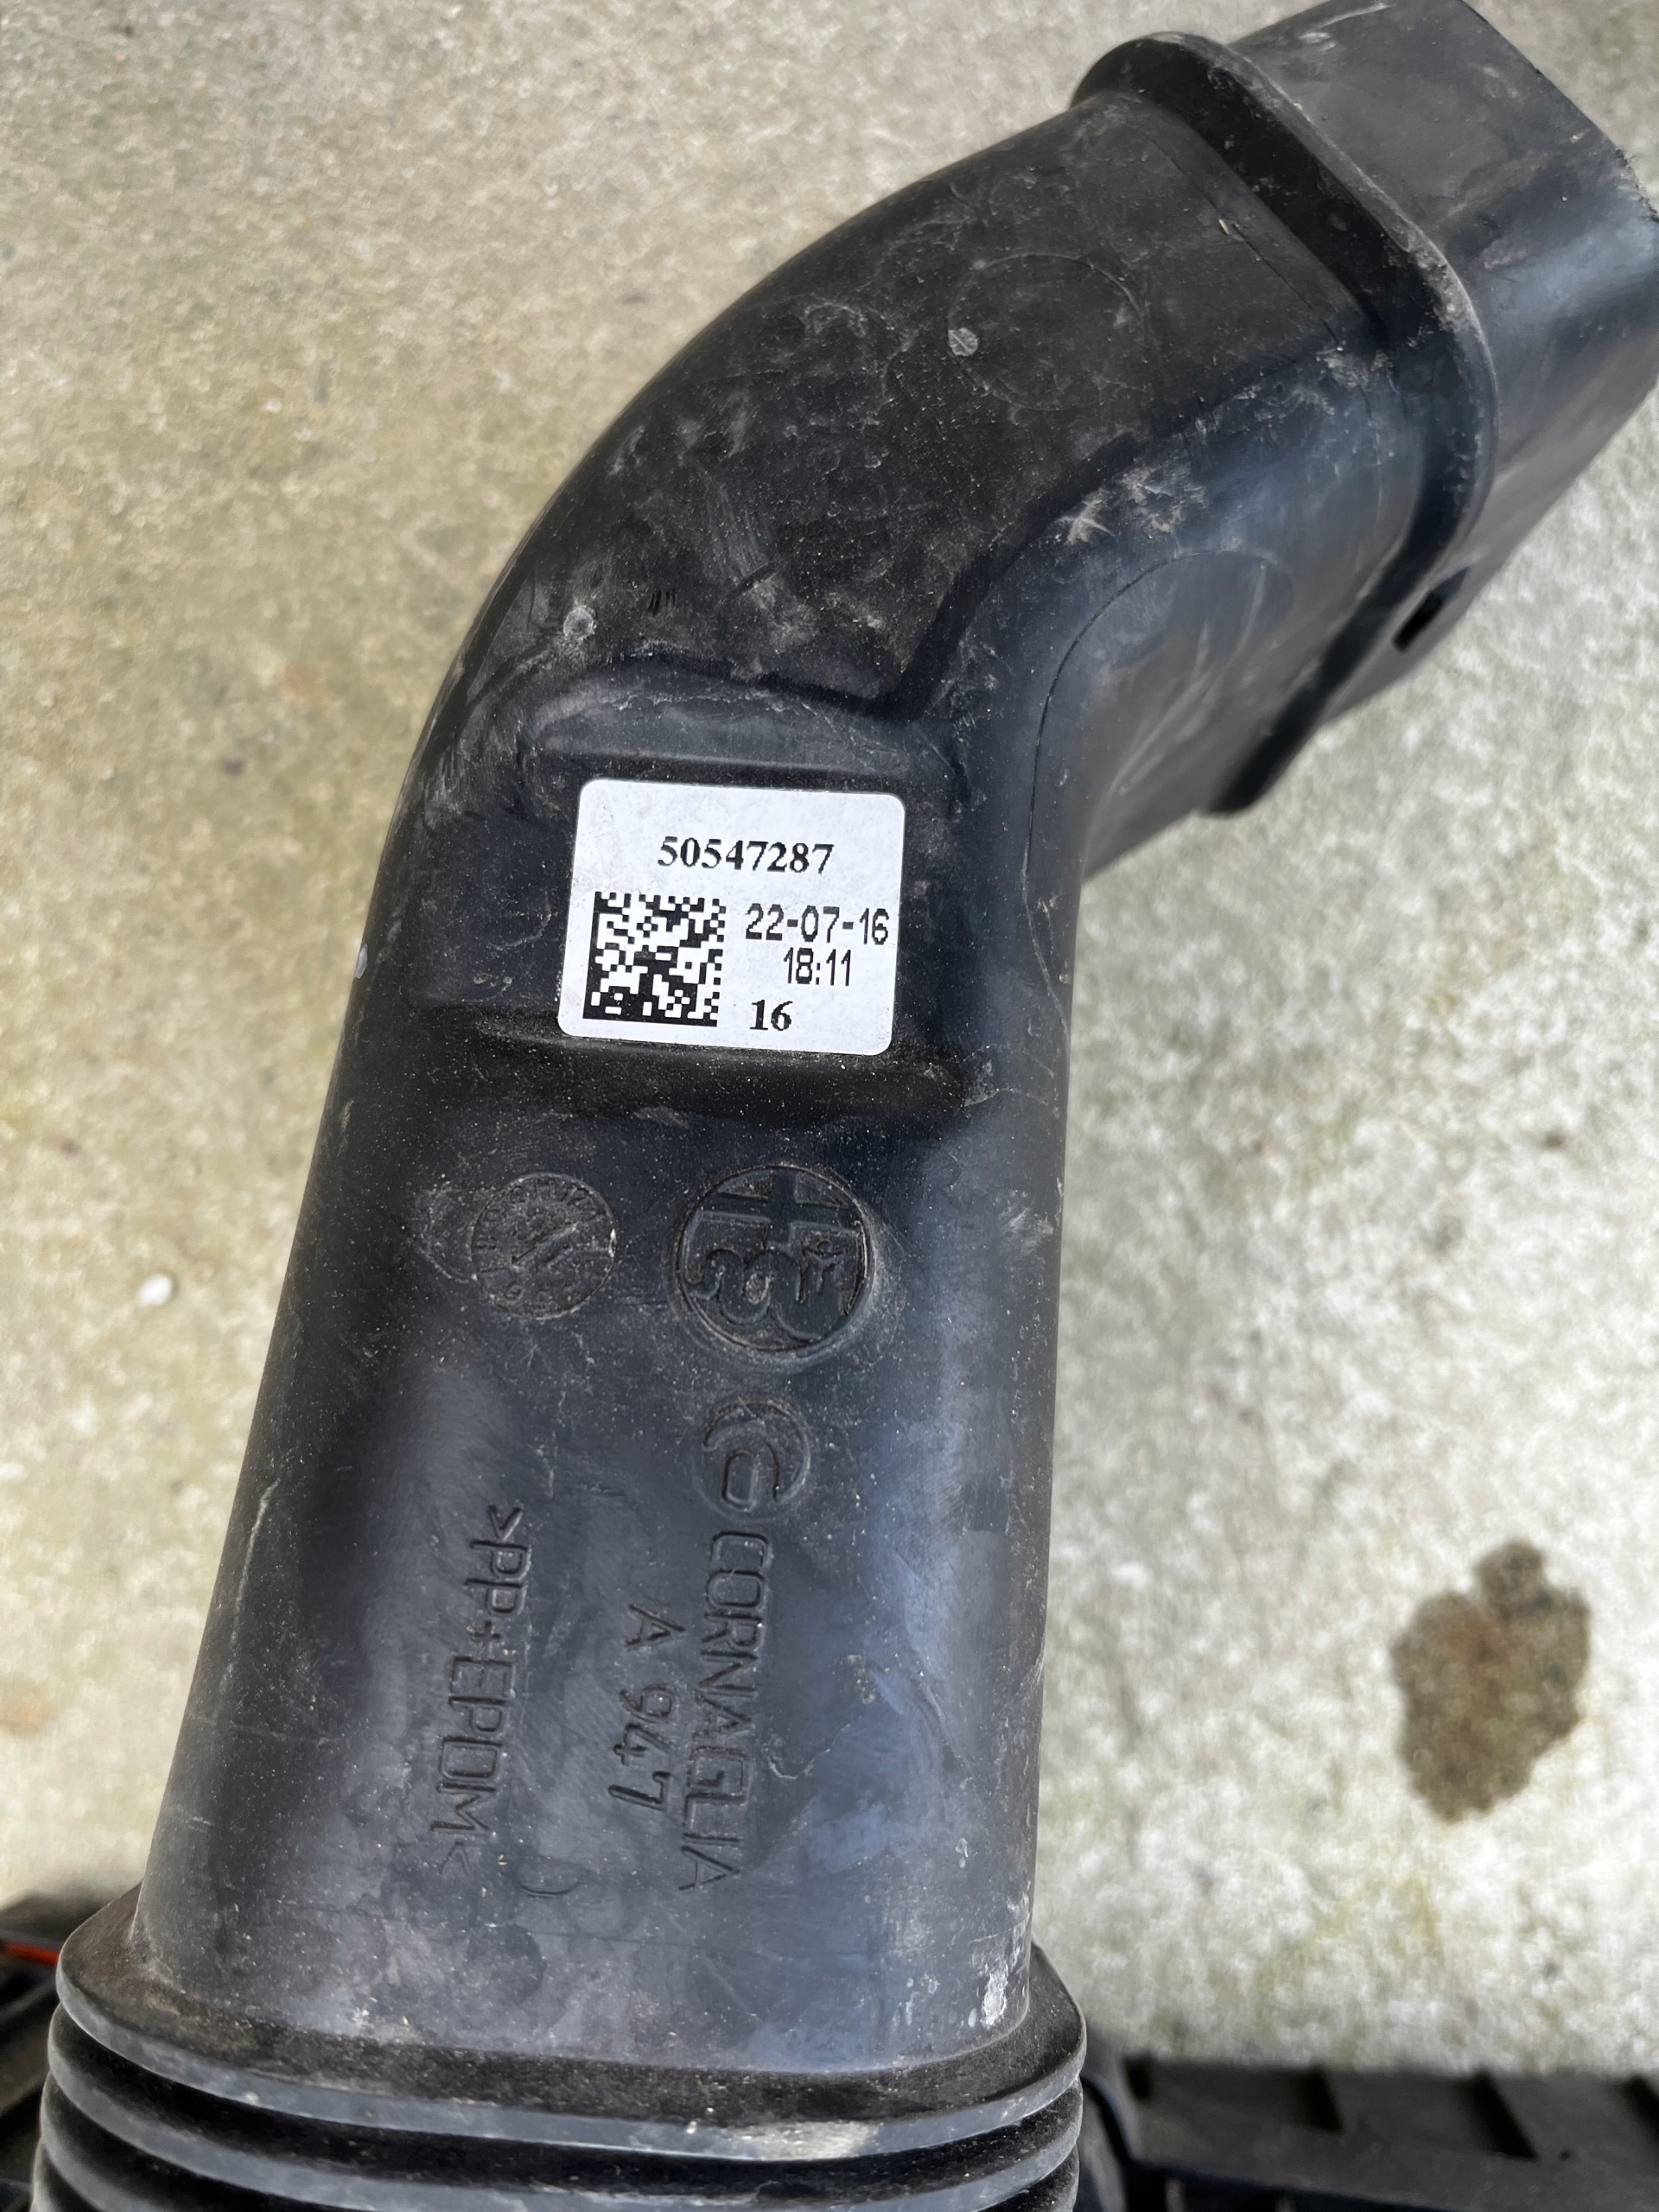 50547287
22-07-16
18:11
16
CORNAGLIA
A 947
>PP+EPDM<